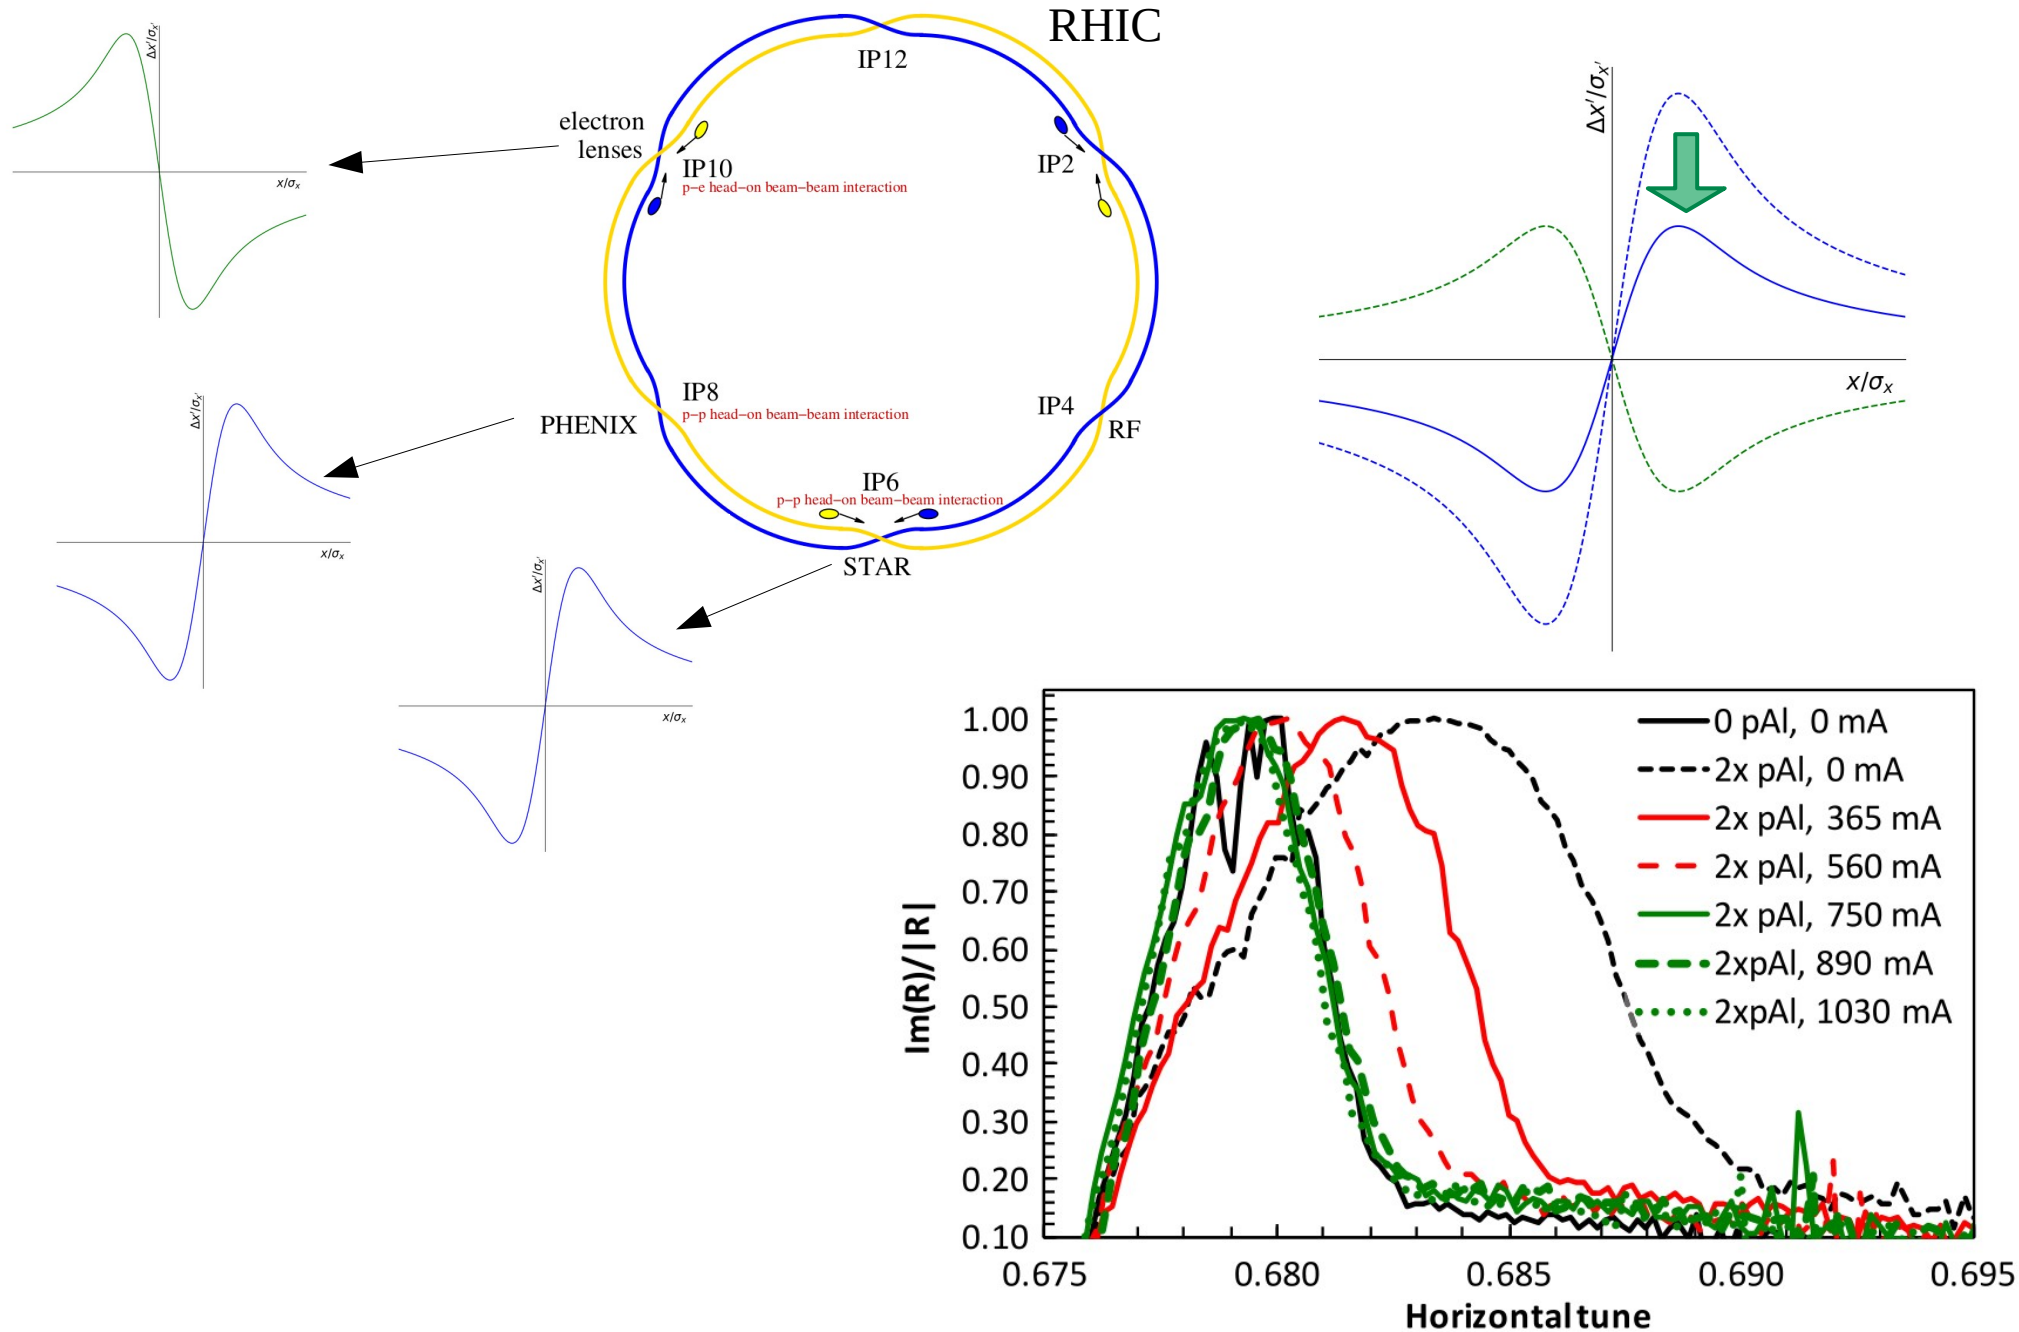 RHIC
Δx'/σx'
x/σx
IP12
electron
lenses
IP10
p−e head−on beam−beam interaction
IP2
Δx'/σx'
x/σx
IP8
p−p head−on beam−beam interaction
PHENIX
IP4
RF
Δx'/σx'
x/σx
IP6
p−p head−on beam−beam interaction
STAR
Δx'/σx'
x/σx
1.00
0.90
0.80
0.70
0.60
0.50
0.40
0.30
0.20
0.10
Im(R)/|R|
0 pAl, 0 mA
2x pAl, 0 mA
2x pAl, 365 mA
2x pAl, 560 mA
2x pAl, 750 mA
2xpAl, 890 mA
2xpAl, 1030 mA
0.675 0.680 0.685 0.690 0.695
Horizontal tune